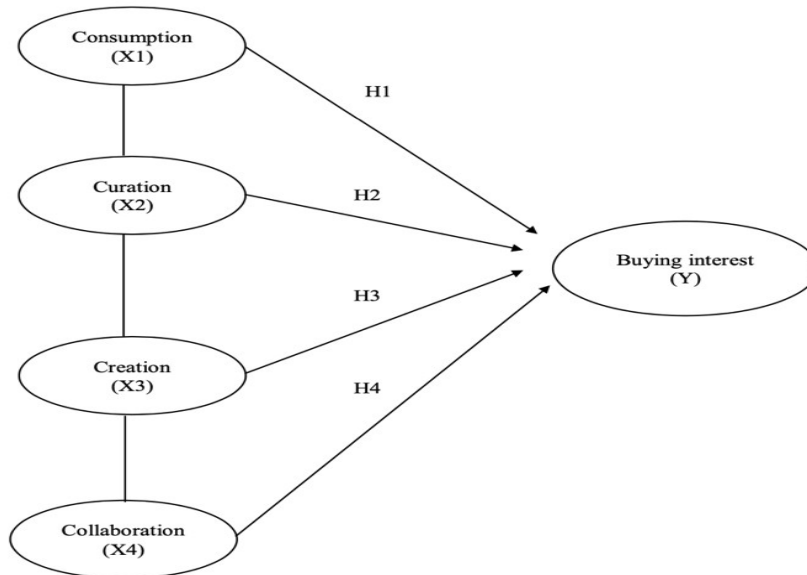 Consumption
(X1)
H1
Curation
(X2)
H2
Buying interest
(Y)
H3
Creation
(X3)
H4
Collaboration
(X4)